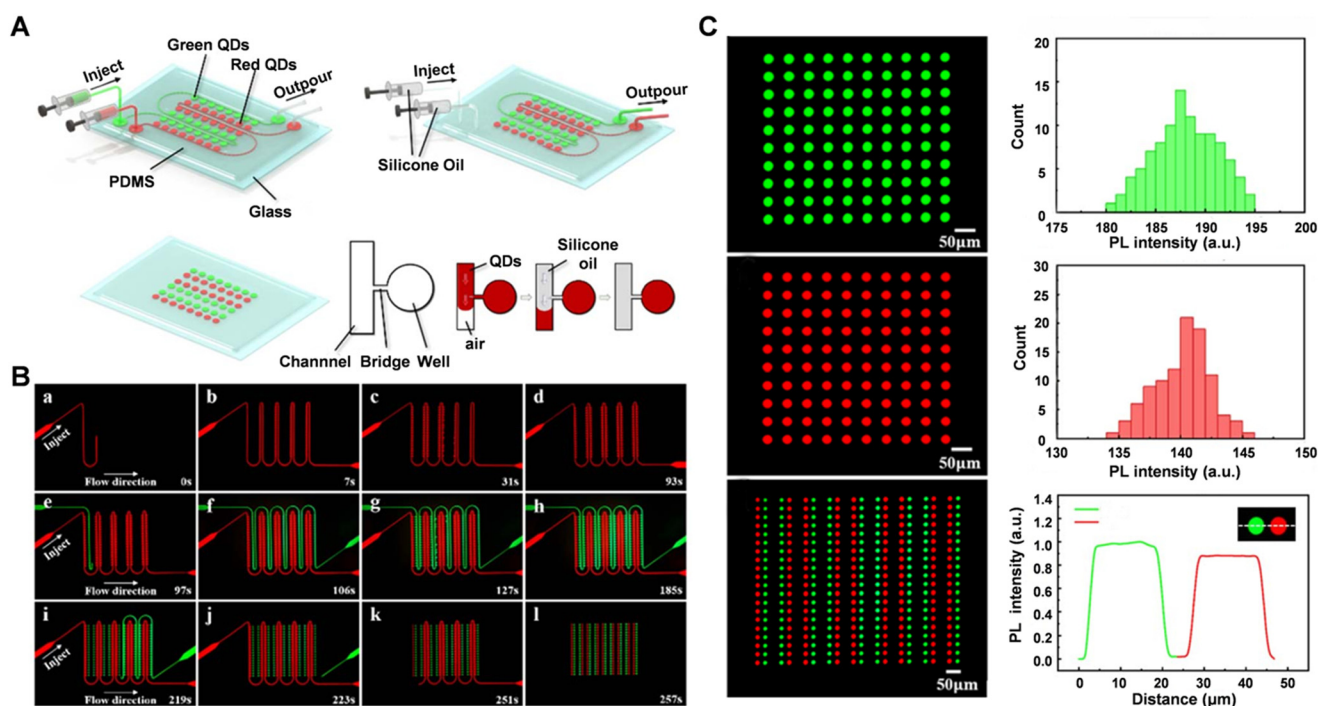 A
Green QDs
Red QDs
Inject
Outpour
PDMS
Glass
Inject
Outpour
Silicone Oil
Channnel Bridge Well
QDs
Silicone
oil
air
B
a
Inject
Flow direction
0s
b
7s
c
31s
d
93s
e
Inject
Flow direction
97s
f
106s
g
127s
h
185s
i
Inject
Flow direction
219s
j
223s
k
251s
l
257s
C
50μm
50μm
50μm
Count
20
15
10
5
0
175 180 185 190 195 200
PL intensity (a.u.)
Count
30
25
20
15
10
5
0
130 135 140 145 150
PL intensity (a.u.)
PL intensity (a.u.)
1.4
1.2
1.0
0.8
0.6
0.4
0.2
0.0
0 10 20 30 40 50
Distance (μm)